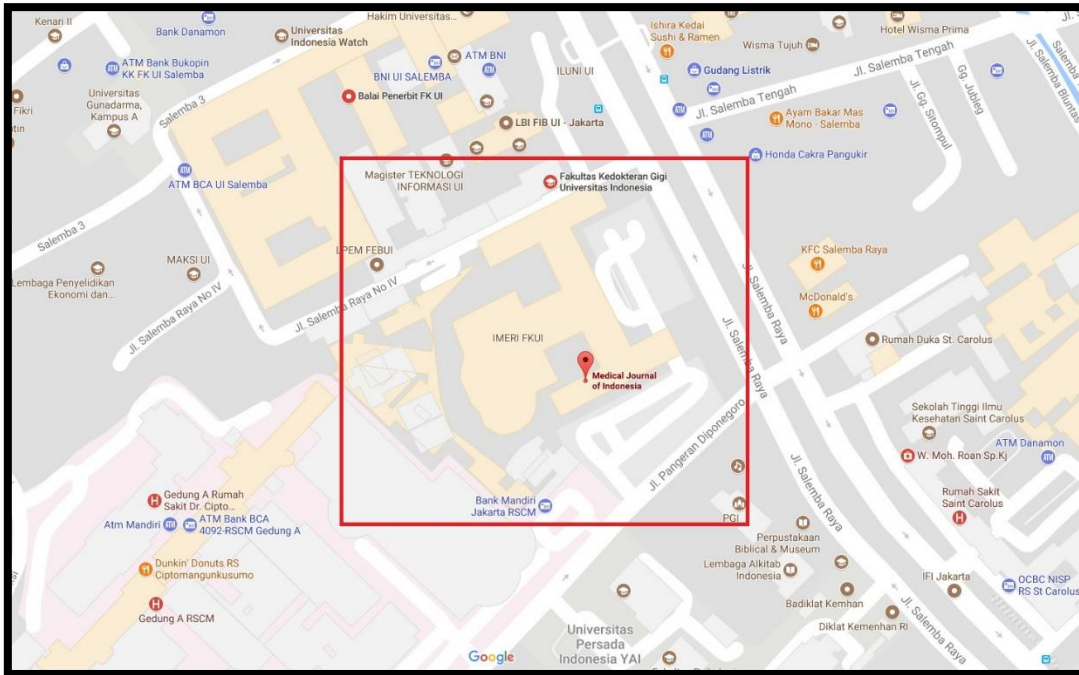 Kenari II
Bank Danamon
Hakim Universitas...
Universitas
Indonesia Watch
ATM BNI
BNI UI SALEMBA
ILUNI UI
Ishira Kedai
Sushi & Ramen
Wisma Tujuh
Hotel Wisma Prima
ATM Bank Bukopin
KK FK UI Salemba
Universitas
Gunadarma,
Kampus A
Fikri
Salemba 3
Balai Penerbit FK UI
LBI FIB UI - Jakarta
Gudang Listrik
Jl. Salemba Tengah
Jl. Salemba Tengah
Jl. Gg. Sitompul
Gg. Jubleg
Ayam Bakar Mas
Mono - Salemba
Honda Cakra Pangukir
ATM
ATM BCA UI Salemba
Magister TEKNOLOGI
INFORMASI UI
Fakultas Kedokteran Gigi
Universitas Indonesia
Salemba 3
MAKSI UI
LPEM FEBUI
Lembaga Penyelidikan
Ekonomi dan...
Jl. Salemba Raya No IV
Jl. Salemba Raya No IV
Jl. Salemba Raya
KFC Salemba Raya
McDonald's
IMERI FKUI
Medical Journal
of Indonesia
Jl. Salemba Raya
Rumah Duka St. Carolus
Jl. Pangeran Diponegoro
Sekolah Tinggi Ilmu
Kesehatan Saint Carolus
ATM Danamon
W. Moh. Roan Sp.Kj
Rumah Sakit
Saint Carolus
Jl. Salemba Raya
Gedung A Rumah
Sakit Dr. Cipto...
Atm Mandiri
ATM Bank BCA
4092-RSCM Gedung A
Bank Mandiri
Jakarta RSCM
PGI
Perpustakaan
Biblical & Museum
Lembaga Alkitab
Indonesia
Dunkin' Donuts RS
Ciptomangunkusumo
Gedung A RSCM
IFI Jakarta
OCBC NISP
RS St Carolus
Badiklat Kemhan
Diklat Kemenhan RI
Jl. Salemba Raya
Universitas
Persada
Indonesia YAI
Google